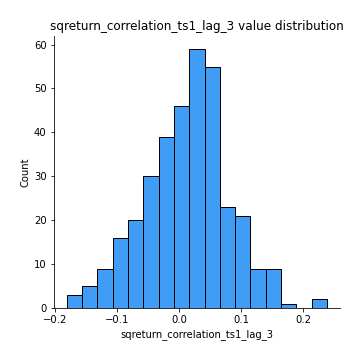 sqreturn_correlation_ts1_lag_3 value distribution
60
50
40
30
20
10
0
Count
−0.2 −0.1 0.0 0.1 0.2
sqreturn_correlation_ts1_lag_3